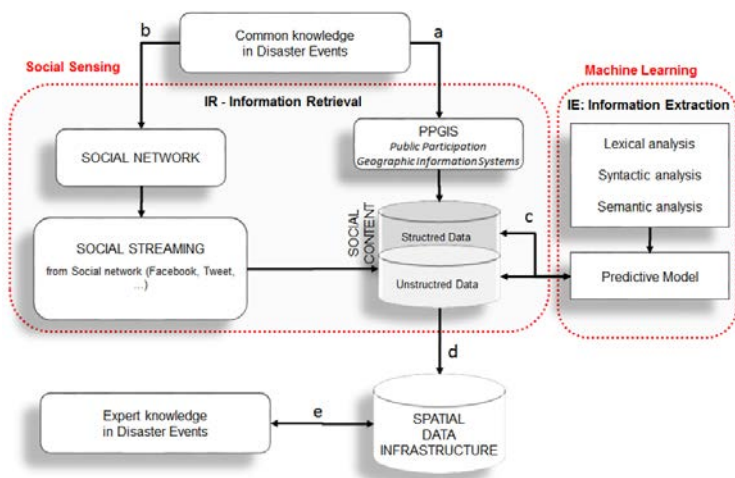 b
Common knowledge
in Disaster Events
a
Social Sensing
Machine Learning
IR - Information Retrieval
IE: Information Extraction
SOCIAL NETWORK
PPGIS
Public Participation
Geographic Information Systems
Lexical analysis
Syntactic analysis
Semantic analysis
SOCIAL STREAMING
from Social network (Facebook, Tweet,
...)
SOCIAL
CONTENT
Structred Data
Unstructred Data
c
Predictive Model
d
Expert knowledge
in Disaster Events
e
SPATIAL
DATA
INFRASTRUCTURE